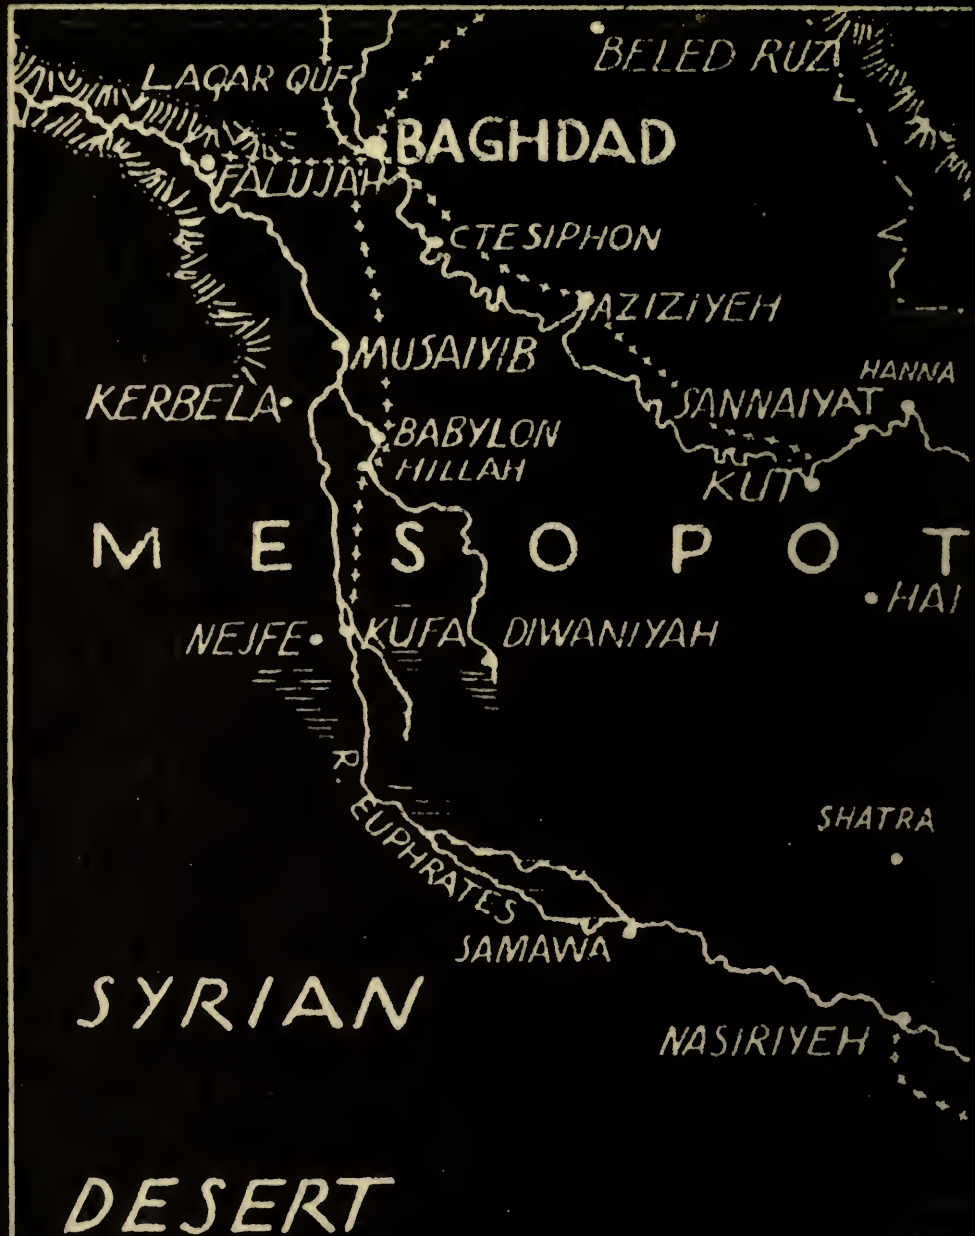 BELED RUZ
LAQAR QUF
BAGHDAD
FALUJAH
CTESIPHON
AZIZIYEH
MUSAIYIB
HANNA
KERBELA
SANNAIYAT
BABYLON
HILLAH
KUT
MESOPOT
HAI
NEJFE
KUFA
DIWANIYAH
R. EUPHRATES
SHATRA
SAMAWA
SYRIAN
NASIRIYEH
DESERT